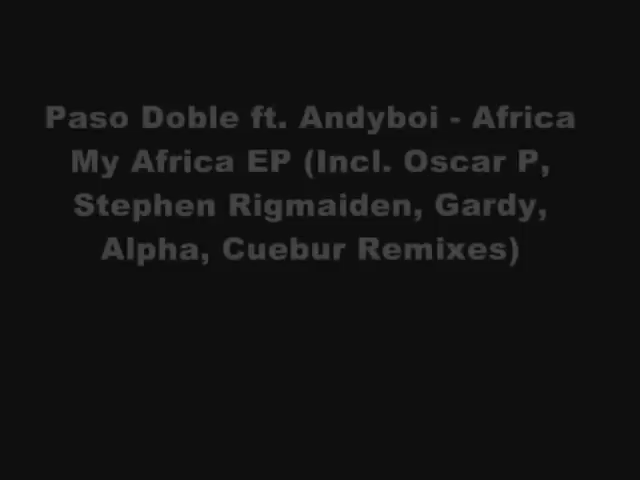 Paso Doble ft. Andyboi - Africa
My Africa EP (Incl. Oscar P,
Stephen Rigmaiden, Gardy,
Alpha, Cuebur Remixes)